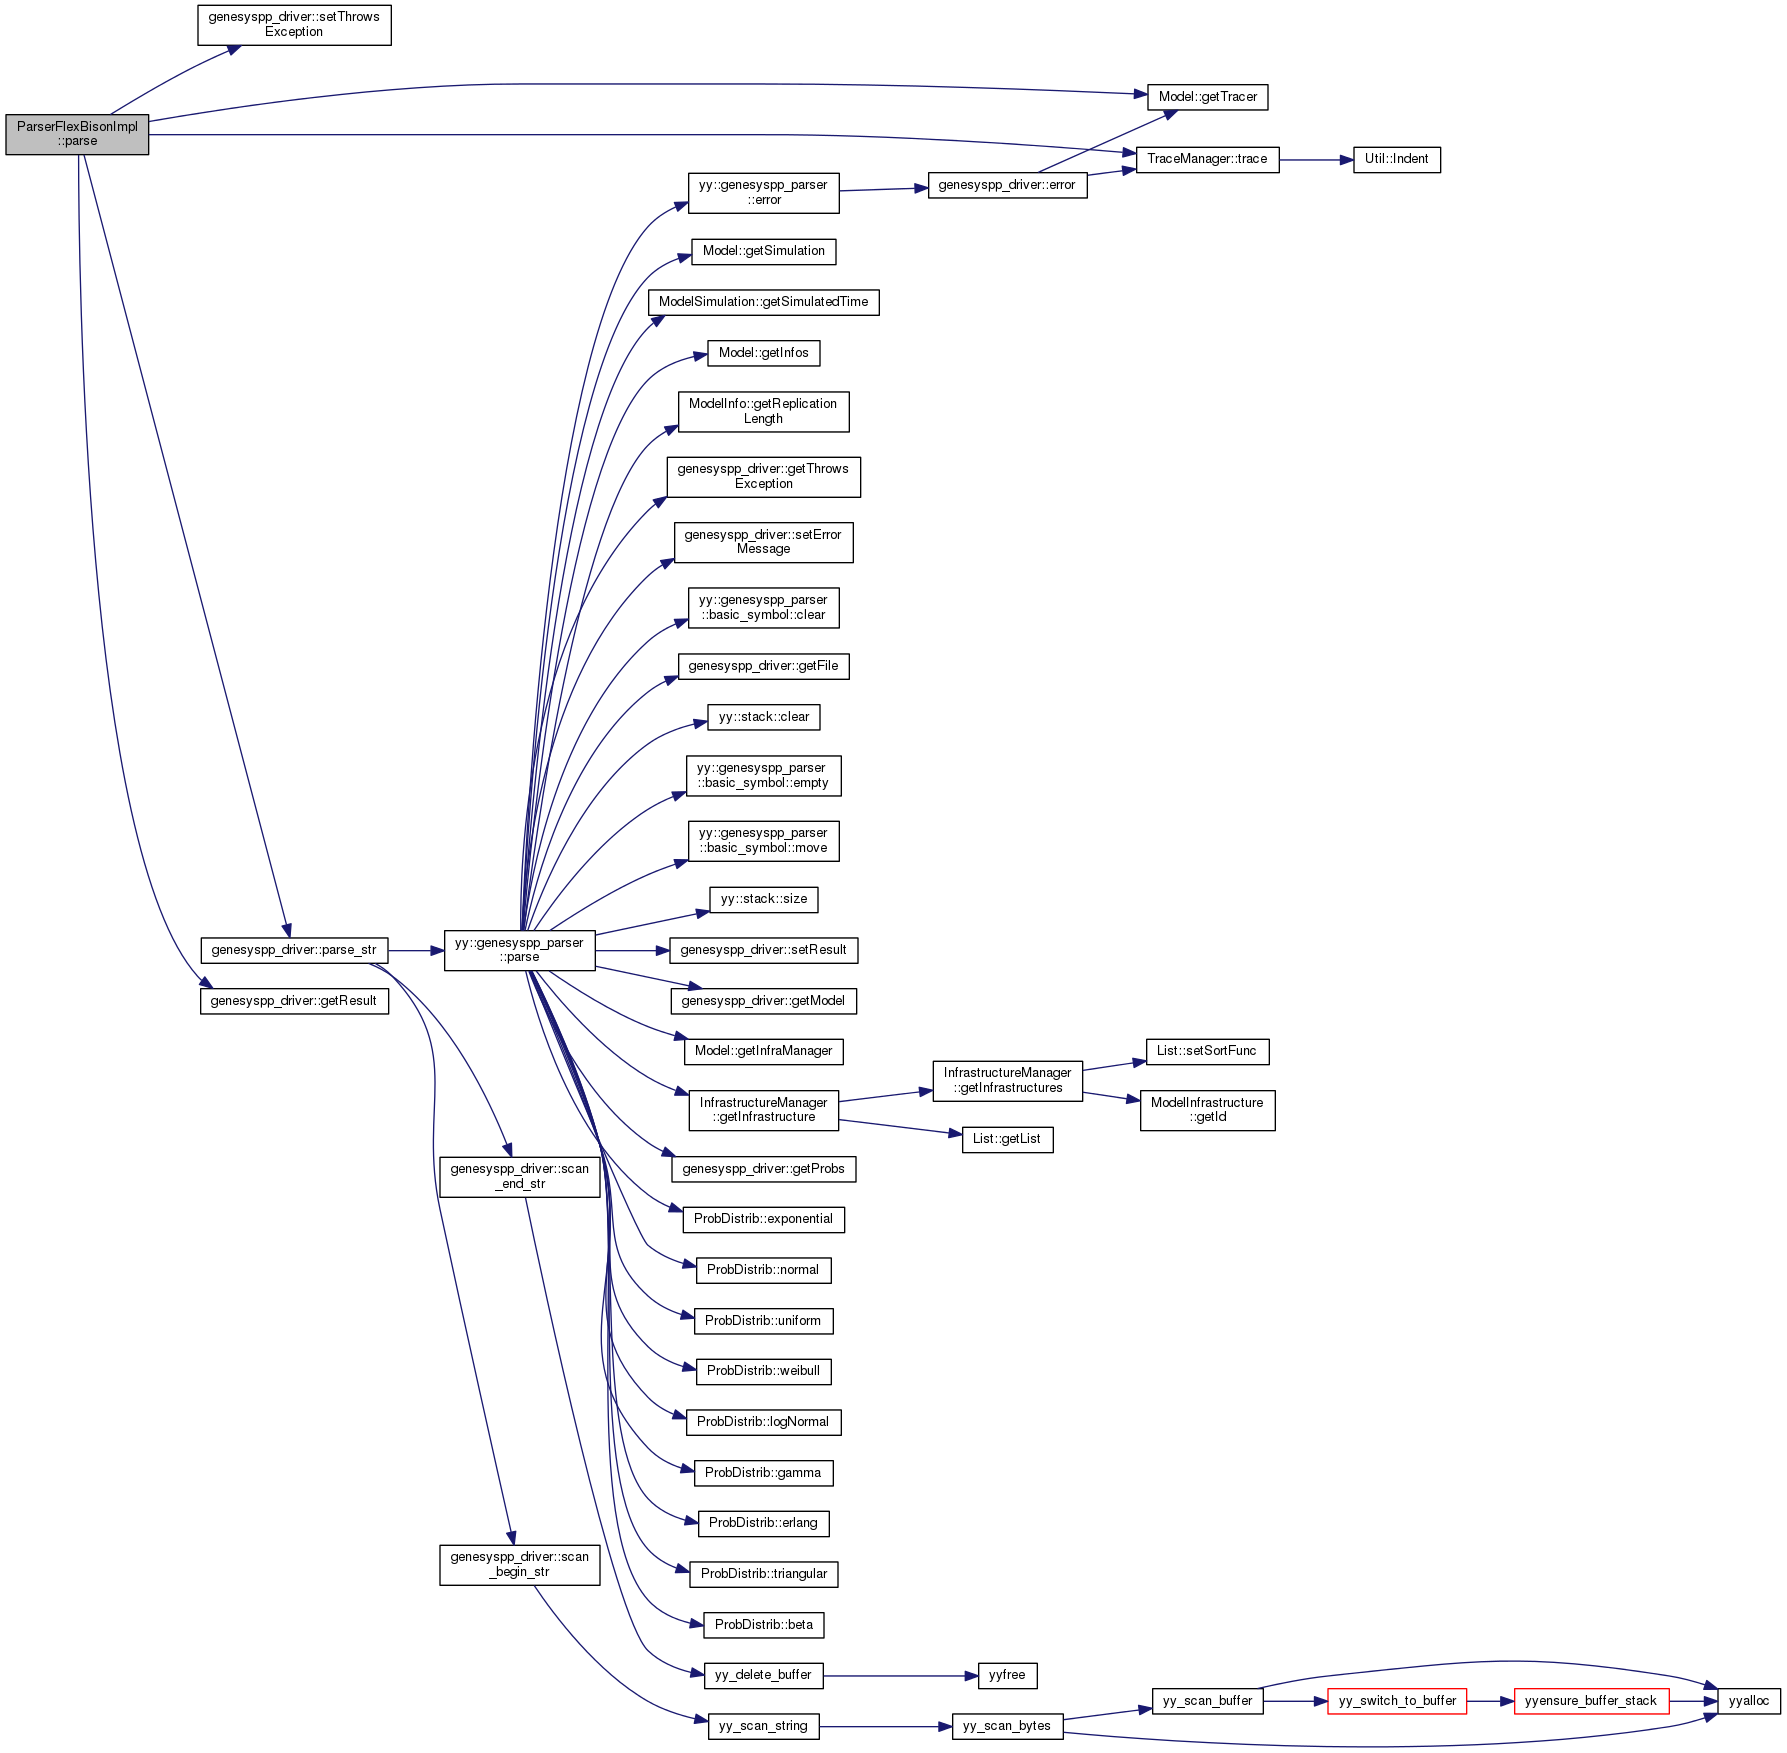 genesyspp_driver::setThrows
Exception
Model::getTracer
ParserFlexBisonImpl
::parse
TraceManager::trace
Util::Indent
yy::genesyspp_parser
::error
genesyspp_driver::error
Model::getSimulation
ModelSimulation::getSimulatedTime
Model::getInfos
ModelInfo::getReplication
Length
genesyspp_driver::getThrows
Exception
genesyspp_driver::setError
Message
yy::genesyspp_parser
::basic_symbol::clear
genesyspp_driver::getFile
yy::stack::clear
yy::genesyspp_parser
::basic_symbol::empty
yy::genesyspp_parser
::basic_symbol::move
yy::stack::size
genesyspp_driver::parse_str
yy::genesyspp_parser
::parse
genesyspp_driver::setResult
genesyspp_driver::getResult
genesyspp_driver::getModel
Model::getInfraManager
List::setSortFunc
InfrastructureManager
::getInfrastructures
InfrastructureManager
::getInfrastructure
ModelInfrastructure
::getId
List::getList
genesyspp_driver::scan
_end_str
genesyspp_driver::getProbs
ProbDistrib::exponential
ProbDistrib::normal
ProbDistrib::uniform
ProbDistrib::weibull
ProbDistrib::logNormal
ProbDistrib::gamma
ProbDistrib::erlang
genesyspp_driver::scan
_begin_str
ProbDistrib::triangular
ProbDistrib::beta
yy_delete_buffer
yyfree
yy_scan_buffer
yy_switch_to_buffer
yyensure_buffer_stack
yyalloc
yy_scan_string
yy_scan_bytes